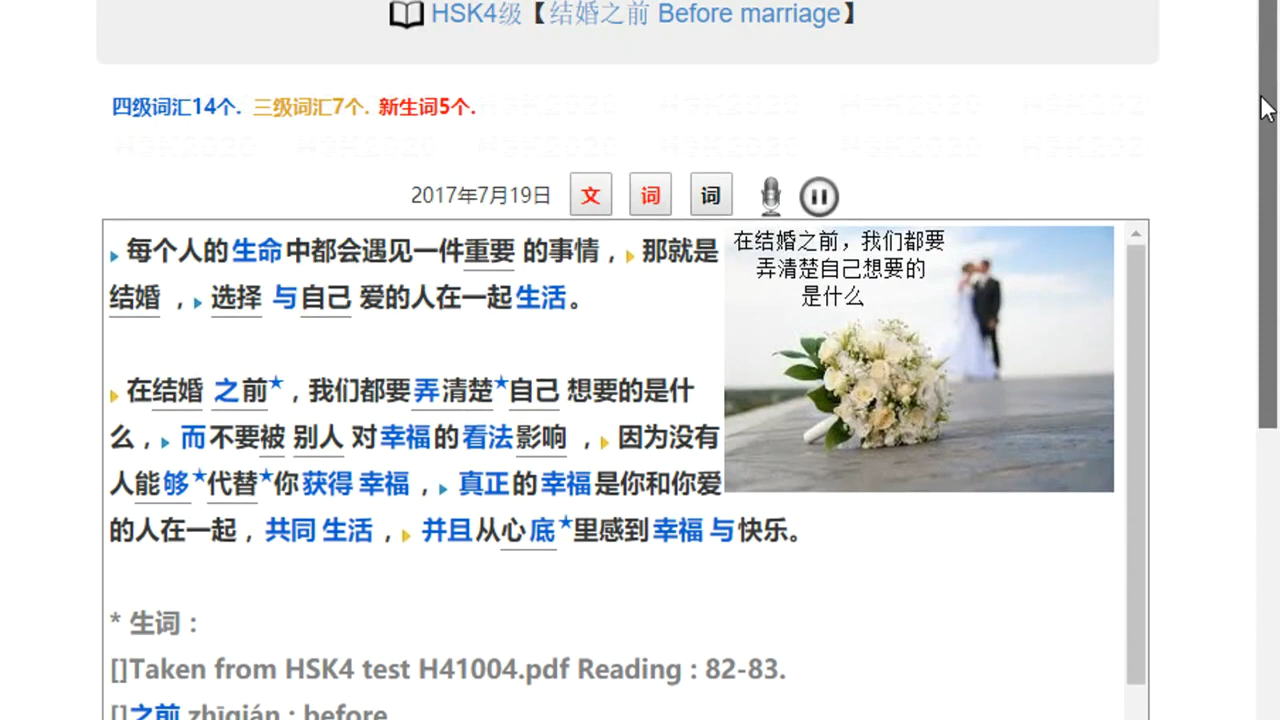 HSK4级【结婚之前 Before marriage】
四级词汇14个. 三级词汇7个. 新生词5个.
HSK2020 HSK2020 HSK2020 HSK202
HSK2020 HSK2020 HSK2020 HSK2020 HSK2020 HSK202
2017年7月19日 文 词 词
每个人的生命中都会遇见一件重要 的事情，那就是
结婚 ，选择 与自己 爱的人在一起生活。
在结婚 之前★，我们都要弄清楚★自己 想要的是什
么，而不要被 别人 对幸福的看法影响 ，因为没有
人能够★代替★你获得 幸福，真正的幸福是你和你爱
的人在一起，共同 生活，并且从心底★里感到幸福 与快乐。
在结婚之前，我们都要
弄清楚自己想要的
是什么
* 生词：
[]Taken from HSK4 test H41004.pdf Reading : 82-83.
[]之前 zhīqián : before